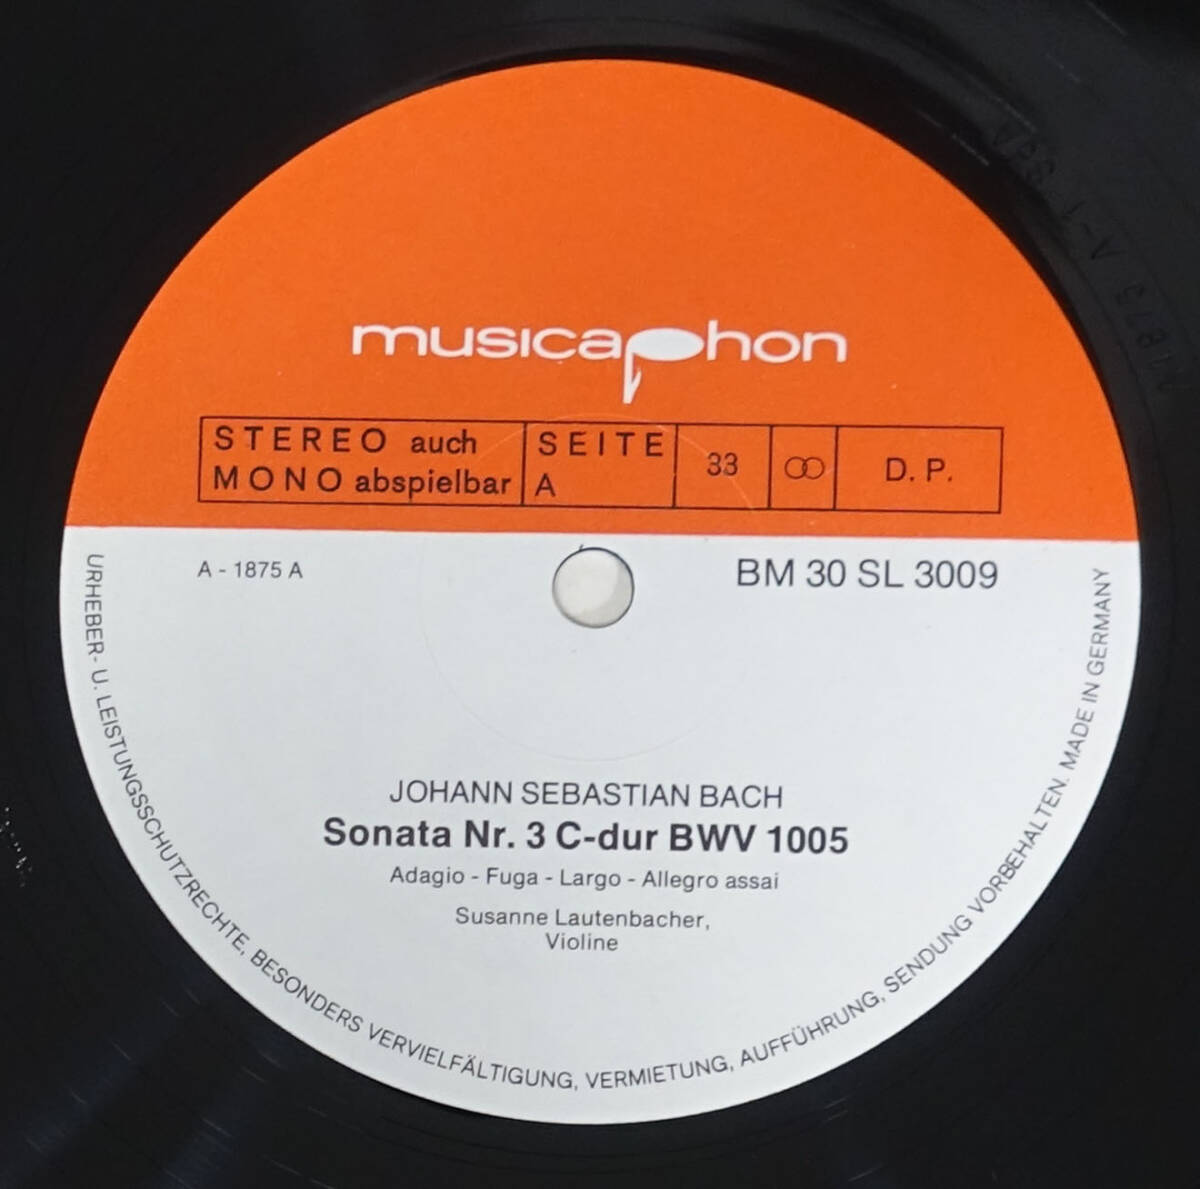 musicaphon
STEREO auch
MONO abspielbar
SEITE
A
33
D. P.
A - 1875 A
BM 30 SL 3009
JOHANN SEBASTIAN BACH
Sonata Nr. 3 C-dur BWV 1005
Adagio - Fuga - Largo - Allegro assai
Susanne Lautenbacher,
Violine
URHEBER- U. LEISTUNGSSCHUTZRECHTE, BESONDERS VERVIELFÄLTIGUNG, VERMIETUNG, AUFFÜHRUNG, SENDUNG VORBEHALTEN. MADE IN GERMANY